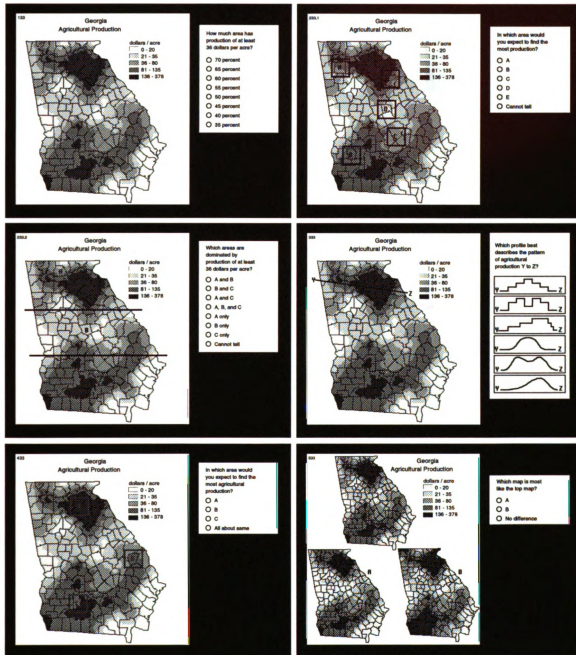 133
Georgia
Agricultural Production
dollars / acre
0 - 20
21 - 35
36 - 80
81 - 135
136 - 378
How much area has
production of at least
36 dollars per acre?
70 percent
65 percent
60 percent
55 percent
50 percent
45 percent
40 percent
35 percent
Georgia
Agricultural Production
dollars / acre
0 - 20
21 - 35
36 - 80
81 - 135
136 - 378
In which area would
you expect to find the
most production?
A
B
C
D
E
Cannot tell
Georgia
Agricultural Production
dollars / acre
0 - 20
21 - 35
36 - 80
81 - 135
136 - 378
B
Which areas are
dominated by
production of at least
36 dollars per acre?
A and B
B and C
A and C
A, B, and C
A only
B only
C only
Cannot tell
Georgia
Agricultural Production
dollars / acre
0 - 20
21 - 35
36 - 80
81 - 135
136 - 378
Y
Z
Which profile best
describes the pattern
of agricultural
production Y to Z?
Y Z
Y Z
Y Z
Y Z
Y Z
Y Z
433
Georgia
Agricultural Production
dollars / acre
0 - 20
21 - 35
36 - 80
81 - 135
136 - 378
In which area would
you expect to find the
most agricultural
production?
A
B
C
All about same
Georgia
Agricultural Production
dollars / acre
0 - 20
21 - 35
36 - 80
81 - 135
136 - 378
Which map is most
like the top map?
A
B
No difference